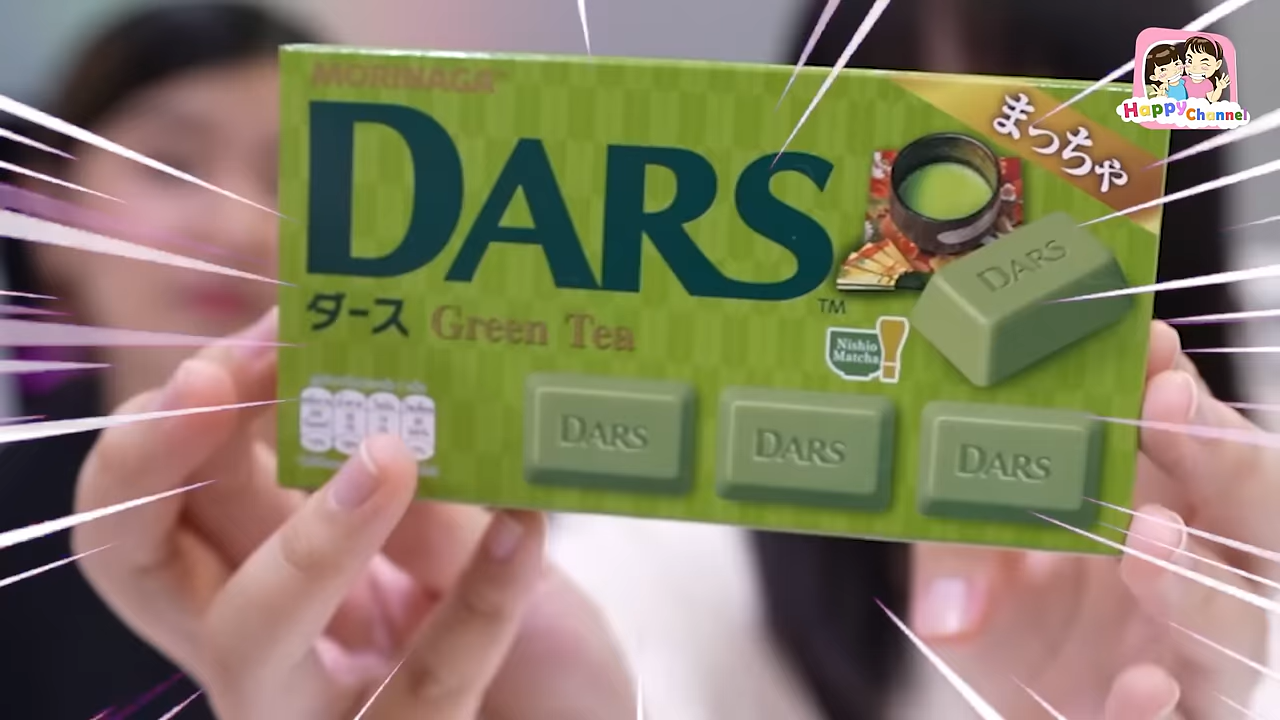 MORINAGA
DARS
TM
ダース Green Tea
まっちゃ
DARS
Nishio
Matcha
DARS
DARS
DARS
Happy Channel